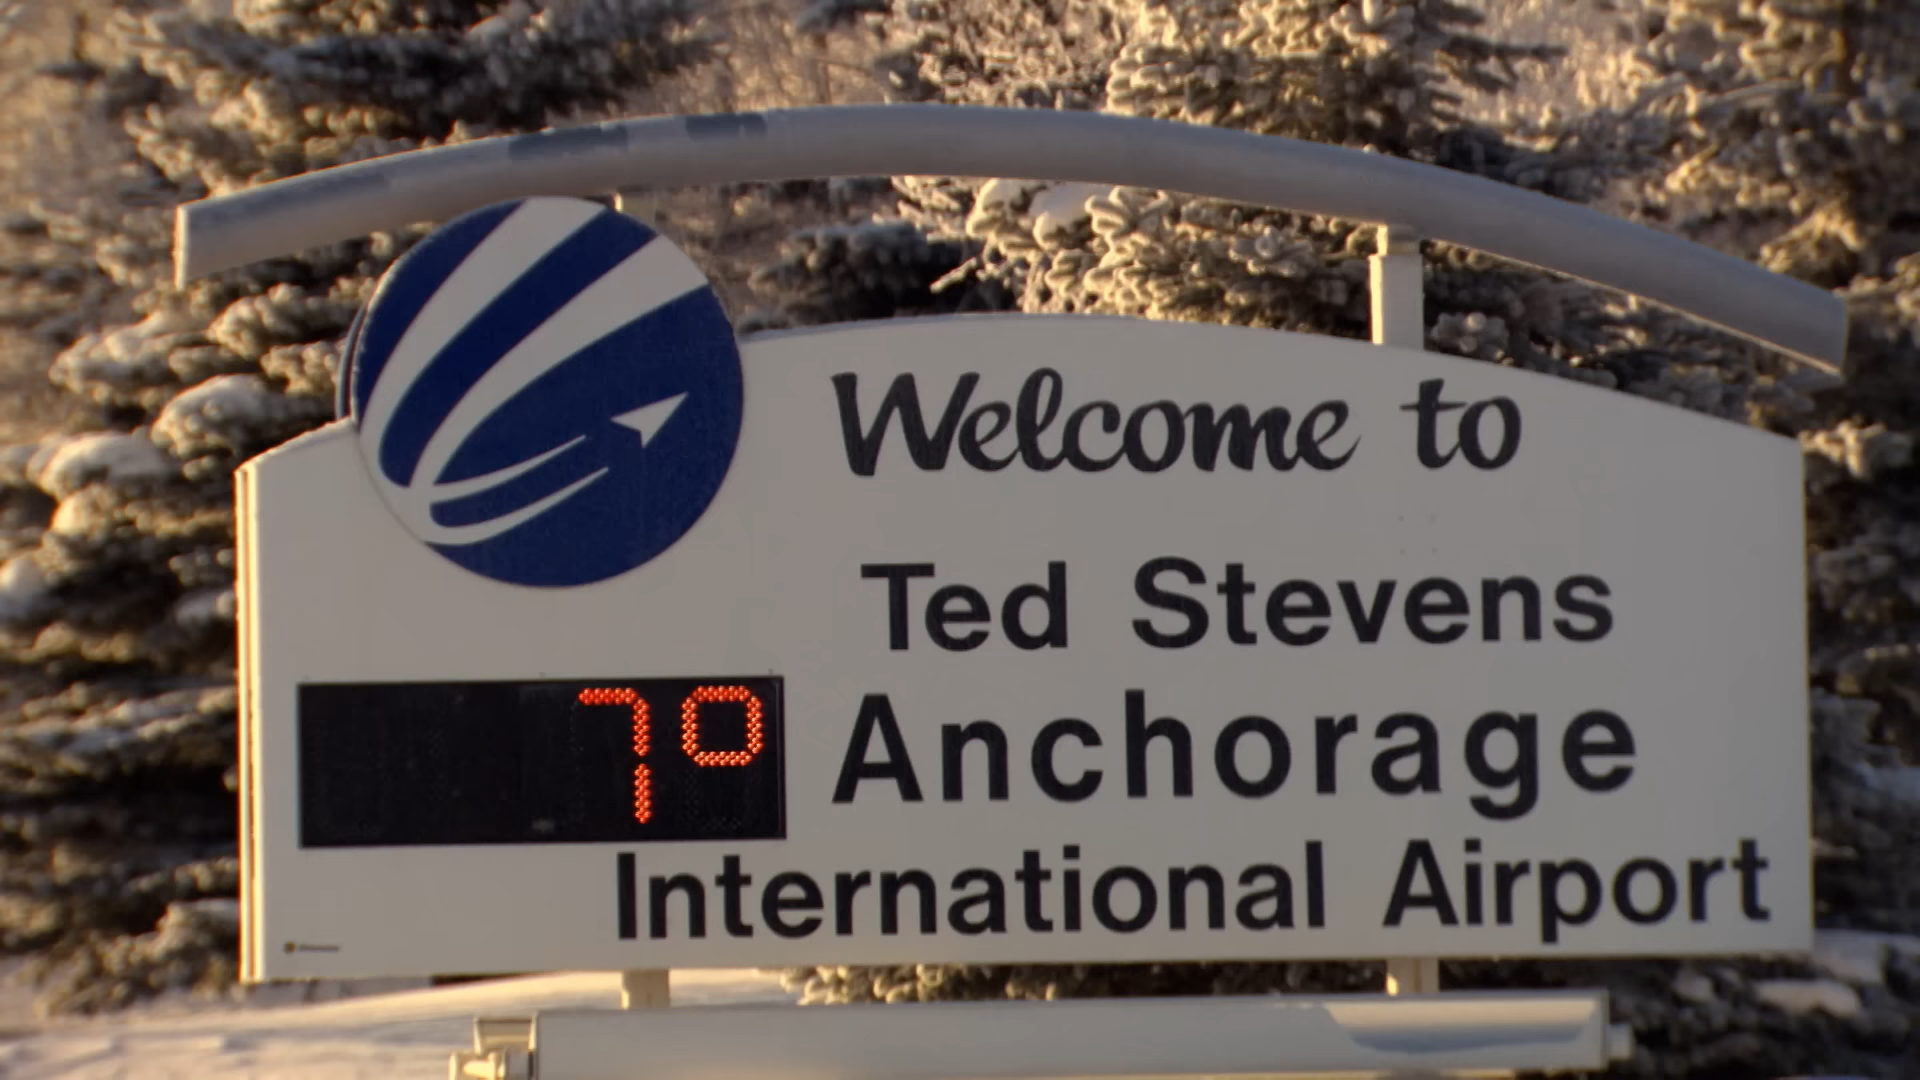 Welcome to
Ted Stevens
7°
Anchorage
International Airport